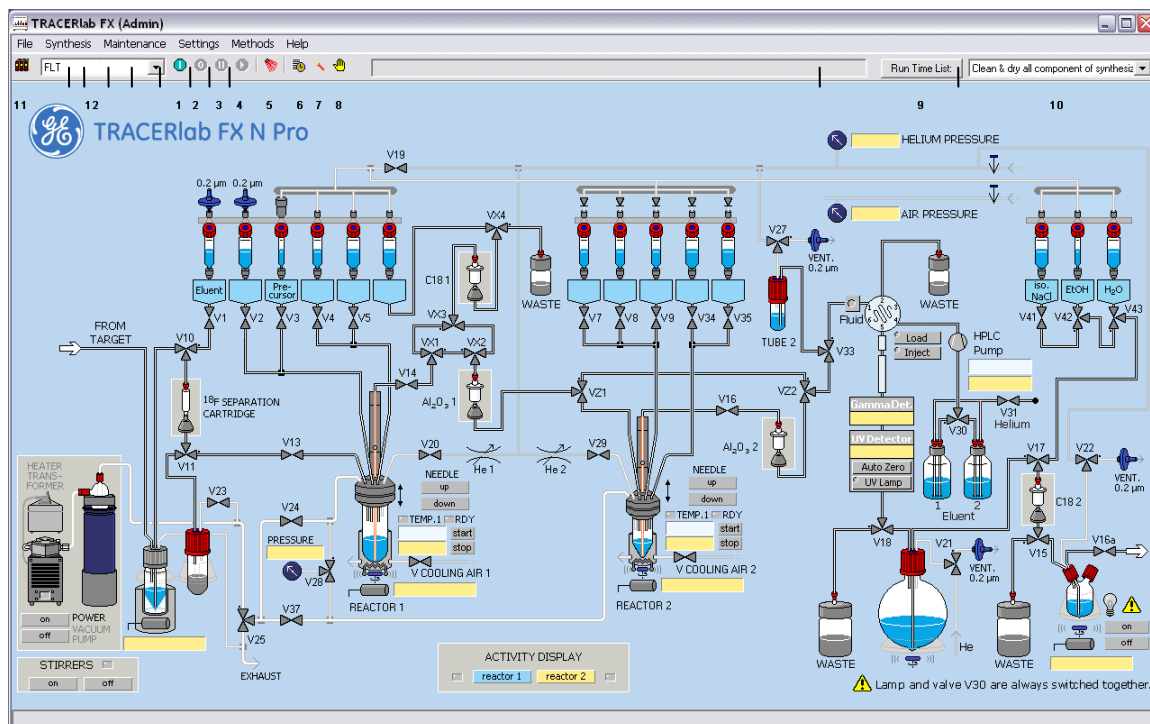 TRACERlab FX (Admin)
File Synthesis Maintenance Settings Methods Help
FLT Run Time List: Clean & dry all component of synthesiz
11 12 1 2 3 4 5 6 7 8 9 10
GE TRACERlab FX N Pro
HELIUM PRESSURE
V19
0.2 µm 0.2 µm
AIR PRESSURE
VX4
V27
VENT.
0.2 µm
C18 1
WASTE
WASTE
Eluent Pre-
cursor
iso.
NaCl EtOH H₂O
V1 V2 V3 V4 V5 VX3 V7 V8 V9 V34 V35 Fluid V41 V42 V43
1 2 3 4 5 6
FROM
TARGET
TUBE 2
Load
Inject
HPLC
Pump
V10 VX1 VX2 V33
V14
¹⁸F SEPARATION
CARTRIDGE
Al₂O₃ 1
VZ1 VZ2
V16
GammaDet.
V31
Helium
V30
UV Detector
Al₂O₃ 2
Auto Zero
UV Lamp
V11 V13 V20 He 1 He 2 V29 V17 V22
VENT.
0.2 µm
HEATER
TRANS-
FORMER
NEEDLE
up
down
NEEDLE
up
down
1 2
Eluent
C18 2
V23
V24
TEMP.1 RDY
start
stop
TEMP.1 RDY
start
stop
PRESSURE
V28
V18 V21 V15 V16a
VENT.
0.2 µm
V COOLING AIR 1
V COOLING AIR 2
REACTOR 1
REACTOR 2
on POWER
off VACUUM
PUMP
V37
V25
on
off
He
WASTE WASTE
STIRRERS
on off
EXHAUST
ACTIVITY DISPLAY
reactor 1 reactor 2
Lamp and valve V30 are always switched together.